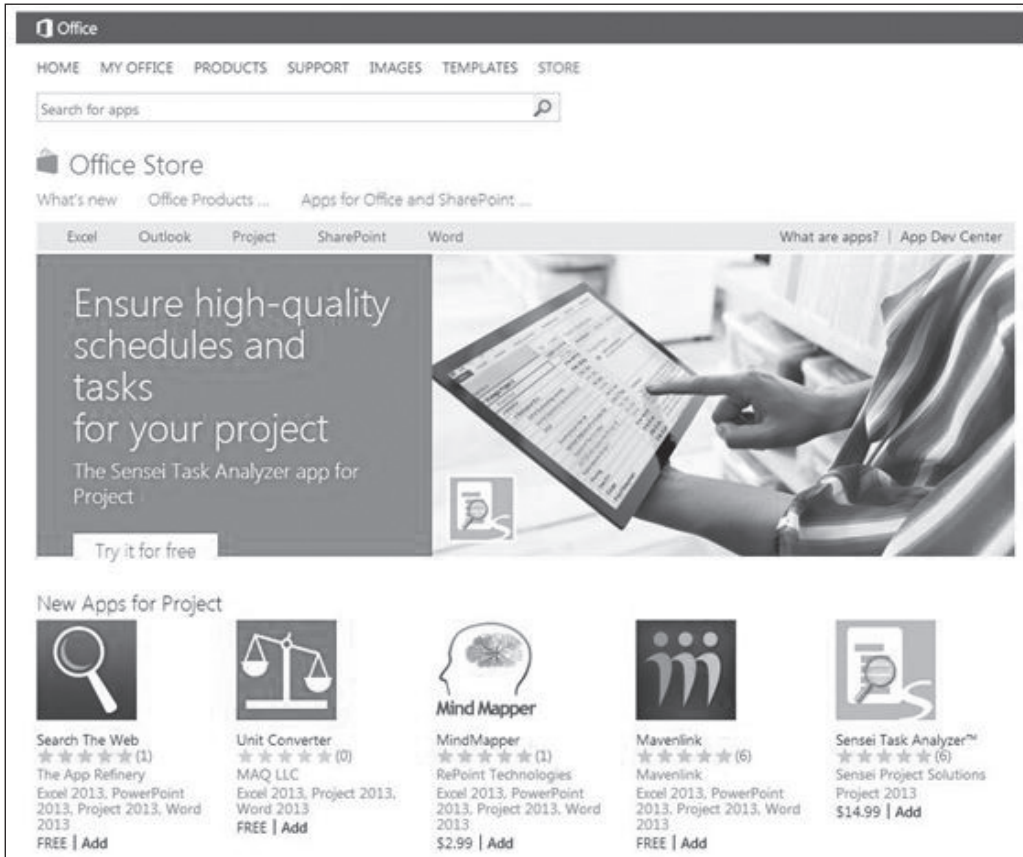 Office
HOME MY OFFICE PRODUCTS SUPPORT IMAGES TEMPLATES STORE
Search for apps
Office Store
What's new Office Products ... Apps for Office and SharePoint ...
Excel Outlook Project SharePoint Word What are apps? | App Dev Center
Ensure high-quality
schedules and
tasks
for your project
The Sensei Task Analyzer app for
Project
Try it for free
New Apps for Project
Mind Mapper
Search The Web
(1)
The App Refinery
Excel 2013, PowerPoint
2013, Project 2013, Word
2013
FREE | Add
Unit Converter
(0)
MAQ LLC
Excel 2013, Project 2013,
Word 2013
FREE | Add
MindMapper
(1)
RePoint Technologies
Excel 2013, PowerPoint
2013, Project 2013, Word
2013
$2.99 | Add
Mavenlink
(6)
Mavenlink
Excel 2013, PowerPoint
2013, Project 2013, Word
2013
FREE | Add
Sensei Task Analyzer™
(6)
Sensei Project Solutions
Project 2013
$14.99 | Add